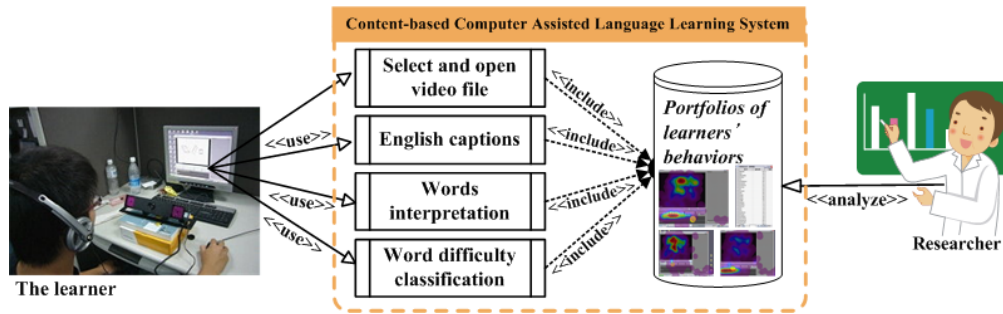 Content-based Computer Assisted Language Learning System
Select and open
video file
English captions
Words
interpretation
Word difficulty
classification
<<use>>
<<use>>
<<use>>
<<include>>
<<include>>
<<include>>
<<include>>
Portfolios of
learners'
behaviors
<<analyze>>
The learner
Researcher